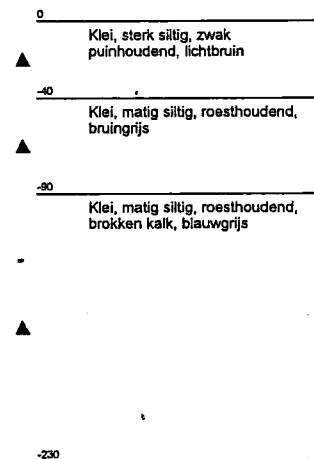 0
Klei, sterk siltig, zwak
puinhoudend, lichtbruin
-40
Klei, matig siltig, roesthoudend,
bruingrijs
-90
Klei, matig siltig, roesthoudend,
brokken kalk, blauwgrijs
-230